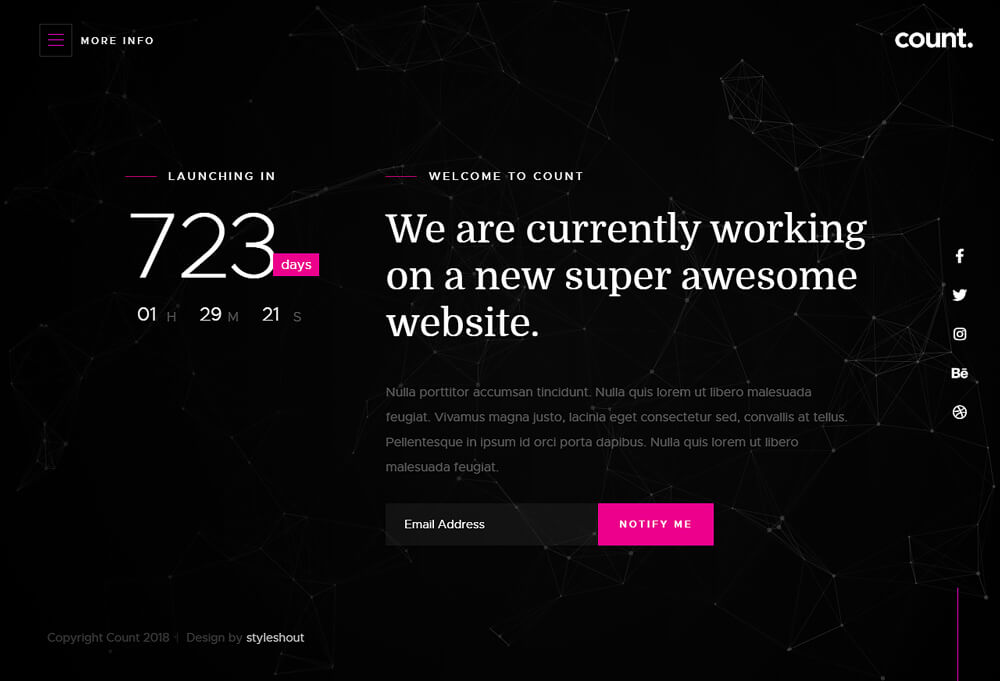 MORE INFO
count.
LAUNCHING IN
723 days
01 H 29 M 21 S
WELCOME TO COUNT
We are currently working
on a new super awesome
website.
Nulla porttitor accumsan tincidunt. Nulla quis lorem ut libero malesuada
feugiat. Vivamus magna justo, lacinia eget consectetur sed, convallis at tellus.
Pellentesque in ipsum id orci porta dapibus. Nulla quis lorem ut libero
malesuada feugiat.
Email Address
NOTIFY ME
Bē
Copyright Count 2018 | Design by styleshout